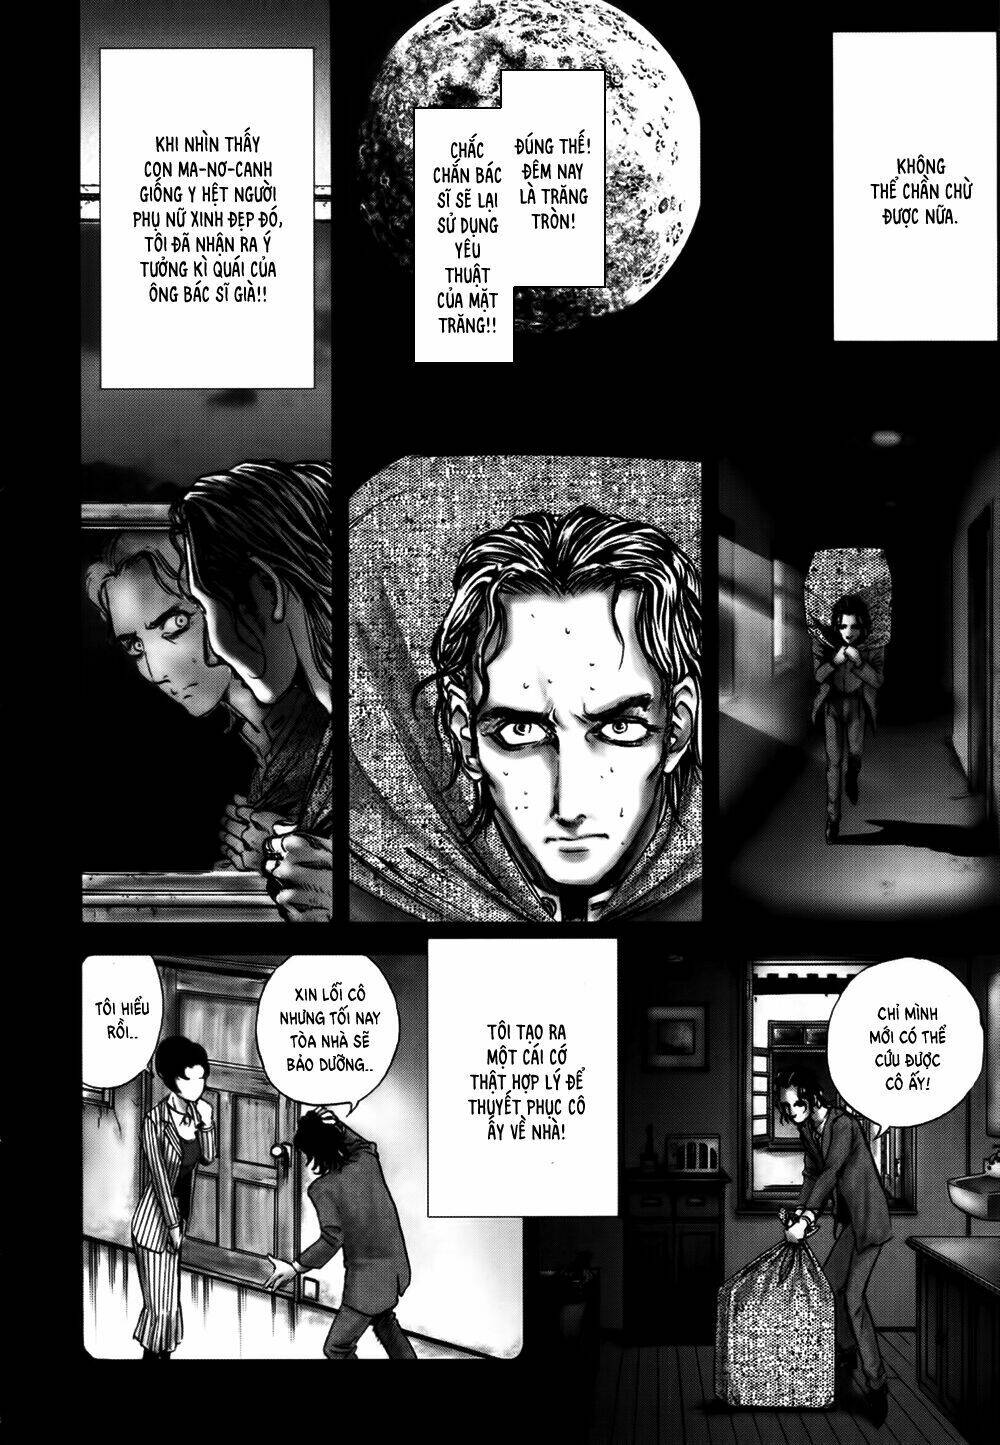 KHÔNG
THỂ CHẦN CHỪ
ĐƯỢC NỮA.
ĐÚNG THẾ!
ĐÊM NAY
LÀ TRĂNG
TRÒN!
CHẮC
CHẮN BÁC
SĨ SẼ LẠI
SỬ DỤNG
YÊU
THUẬT
CỦA MẶT
TRĂNG!!
KHI NHÌN THẤY
CON MA-NƠ-CANH
GIỐNG Y HỆT NGƯỜI
PHỤ NỮ XINH ĐẸP ĐÓ,
TÔI ĐÃ NHẬN RA Ý
TƯỞNG KÌ QUÁI CỦA
ÔNG BÁC SĨ GIÀ!!
CHỈ MÌNH
MỚI CÓ THỂ
CỨU ĐƯỢC
CÔ ẤY!
TÔI TẠO RA
MỘT CÁI CỚ
THẬT HỢP LÝ ĐỂ
THUYẾT PHỤC CÔ
ẤY VỀ NHÀ!
XIN LỖI CÔ
NHƯNG TỐI NAY
TÒA NHÀ SẼ
BẢO DƯỠNG..
TÔI HIỂU
RỒI..